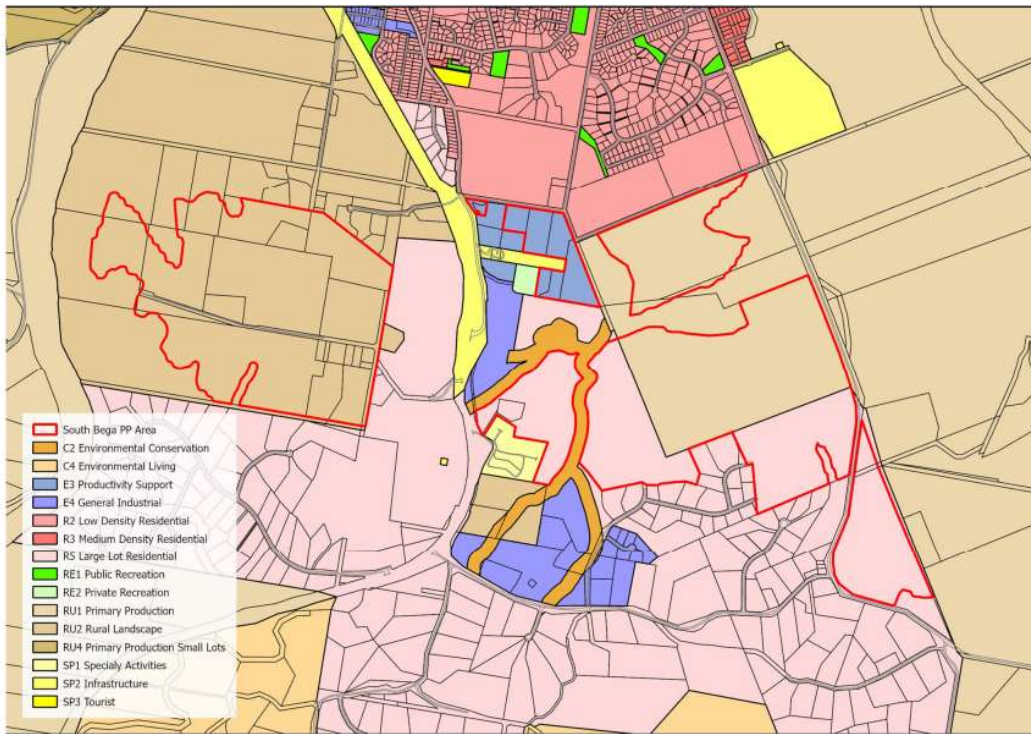 South Bega PP Area
C2 Environmental Conservation
C4 Environmental Living
E3 Productivity Support
E4 General Industrial
R2 Low Density Residential
R3 Medium Density Residential
R5 Large Lot Residential
RE1 Public Recreation
RE2 Private Recreation
RU1 Primary Production
RU2 Rural Landscape
RU4 Primary Production Small Lots
SP1 Specialy Activities
SP2 Infrastructure
SP3 Tourist